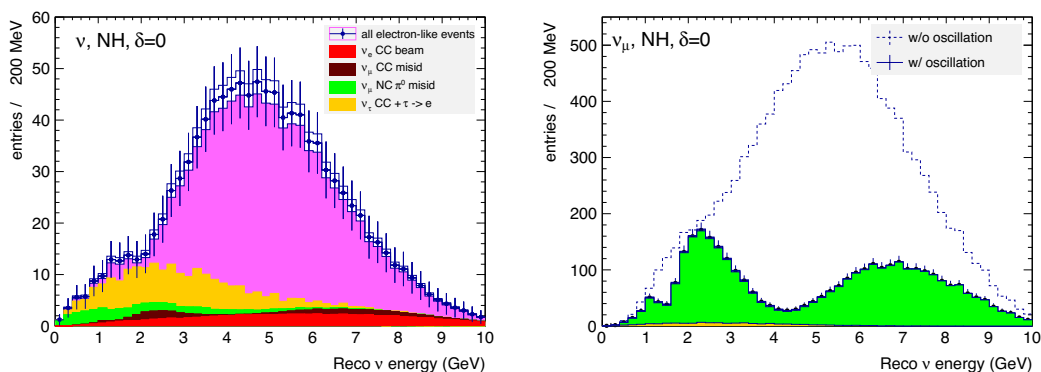 ν, NH, δ=0
all electron-like events
νe CC beam
νμ CC misid
νμ NC π⁰ misid
ντ CC + τ -> e
entries / 200 MeV
60
50
40
30
20
10
0
0 1 2 3 4 5 6 7 8 9 10
Reco ν energy (GeV)
νμ, NH, δ=0
w/o oscillation
w/ oscillation
entries / 200 MeV
500
400
300
200
100
0
0 1 2 3 4 5 6 7 8 9 10
Reco ν energy (GeV)